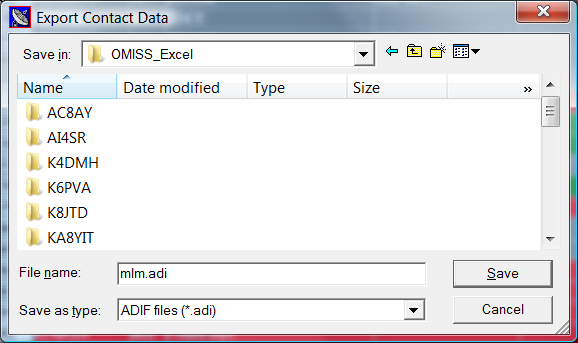 Export Contact Data
Save in: OMISS_Excel
Name Date modified Type Size »
AC8AY
AI4SR
K4DMH
K6PVA
K8JTD
KA8YIT
File name: mlm.adi Save
Save as type: ADIF files (*.adi) Cancel